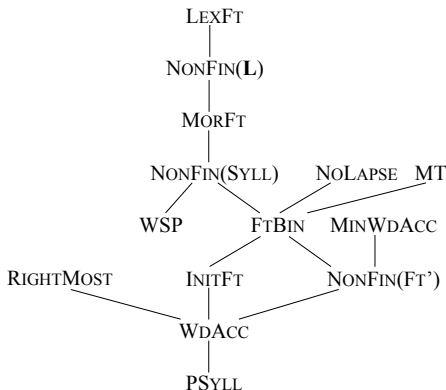 LEXFT
NONFIN(L)
MORFT
NONFIN(SYLL) NOLAPSE MT
WSP FTBIN MINWDACC
RIGHTMOST INITFT NONFIN(FT’)
WDACC
PSYLL